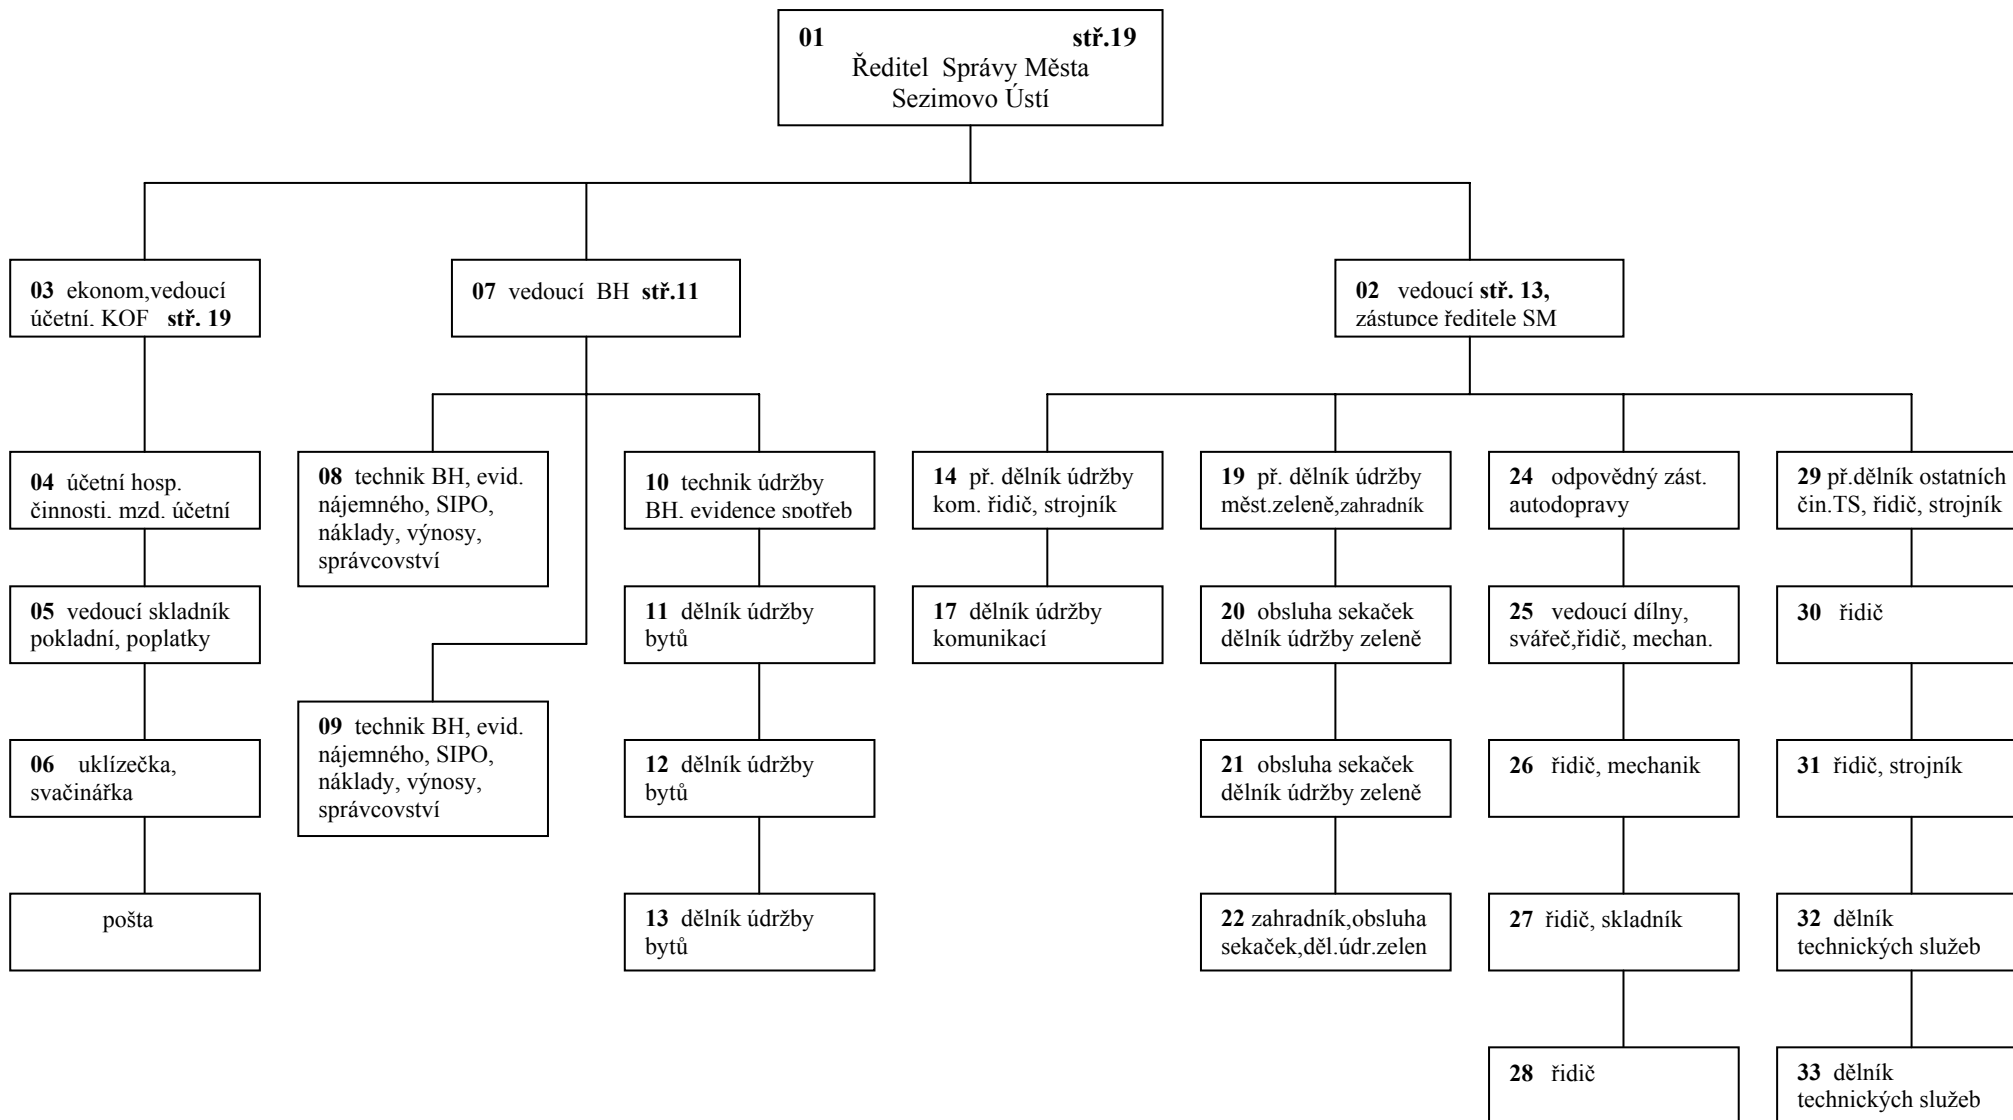 01 stř.19
Ředitel Správy Města
Sezimovo Ústí
03 ekonom,vedoucí
účetní, KOF stř. 19
07 vedoucí BH stř.11
02 vedoucí stř. 13,
zástupce ředitele SM
04 účetní hosp.
činnosti, mzd. účetní
08 technik BH, evid.
nájemného, SIPO,
náklady, výnosy,
správcovství
10 technik údržby
BH, evidence spotřeb
14 př. dělník údržby
kom. řidič, strojník
19 př. dělník údržby
měst.zeleně,zahradník
24 odpovědný zást.
autodopravy
29 př.dělník ostatních
čin.TS, řidič, strojník
05 vedoucí skladník
pokladní, poplatky
11 dělník údržby
bytů
17 dělník údržby
komunikací
20 obsluha sekaček
dělník údržby zeleně
25 vedoucí dílny,
svářeč,řidič, mechan.
30 řidič
09 technik BH, evid.
nájemného, SIPO,
náklady, výnosy,
správcovství
06 uklízečka,
svačinářka
12 dělník údržby
bytů
21 obsluha sekaček
dělník údržby zeleně
26 řidič, mechanik
31 řidič, strojník
pošta
13 dělník údržby
bytů
22 zahradník,obsluha
sekaček,děl.údr.zelen
27 řidič, skladník
32 dělník
technických služeb
28 řidič
33 dělník
technických služeb